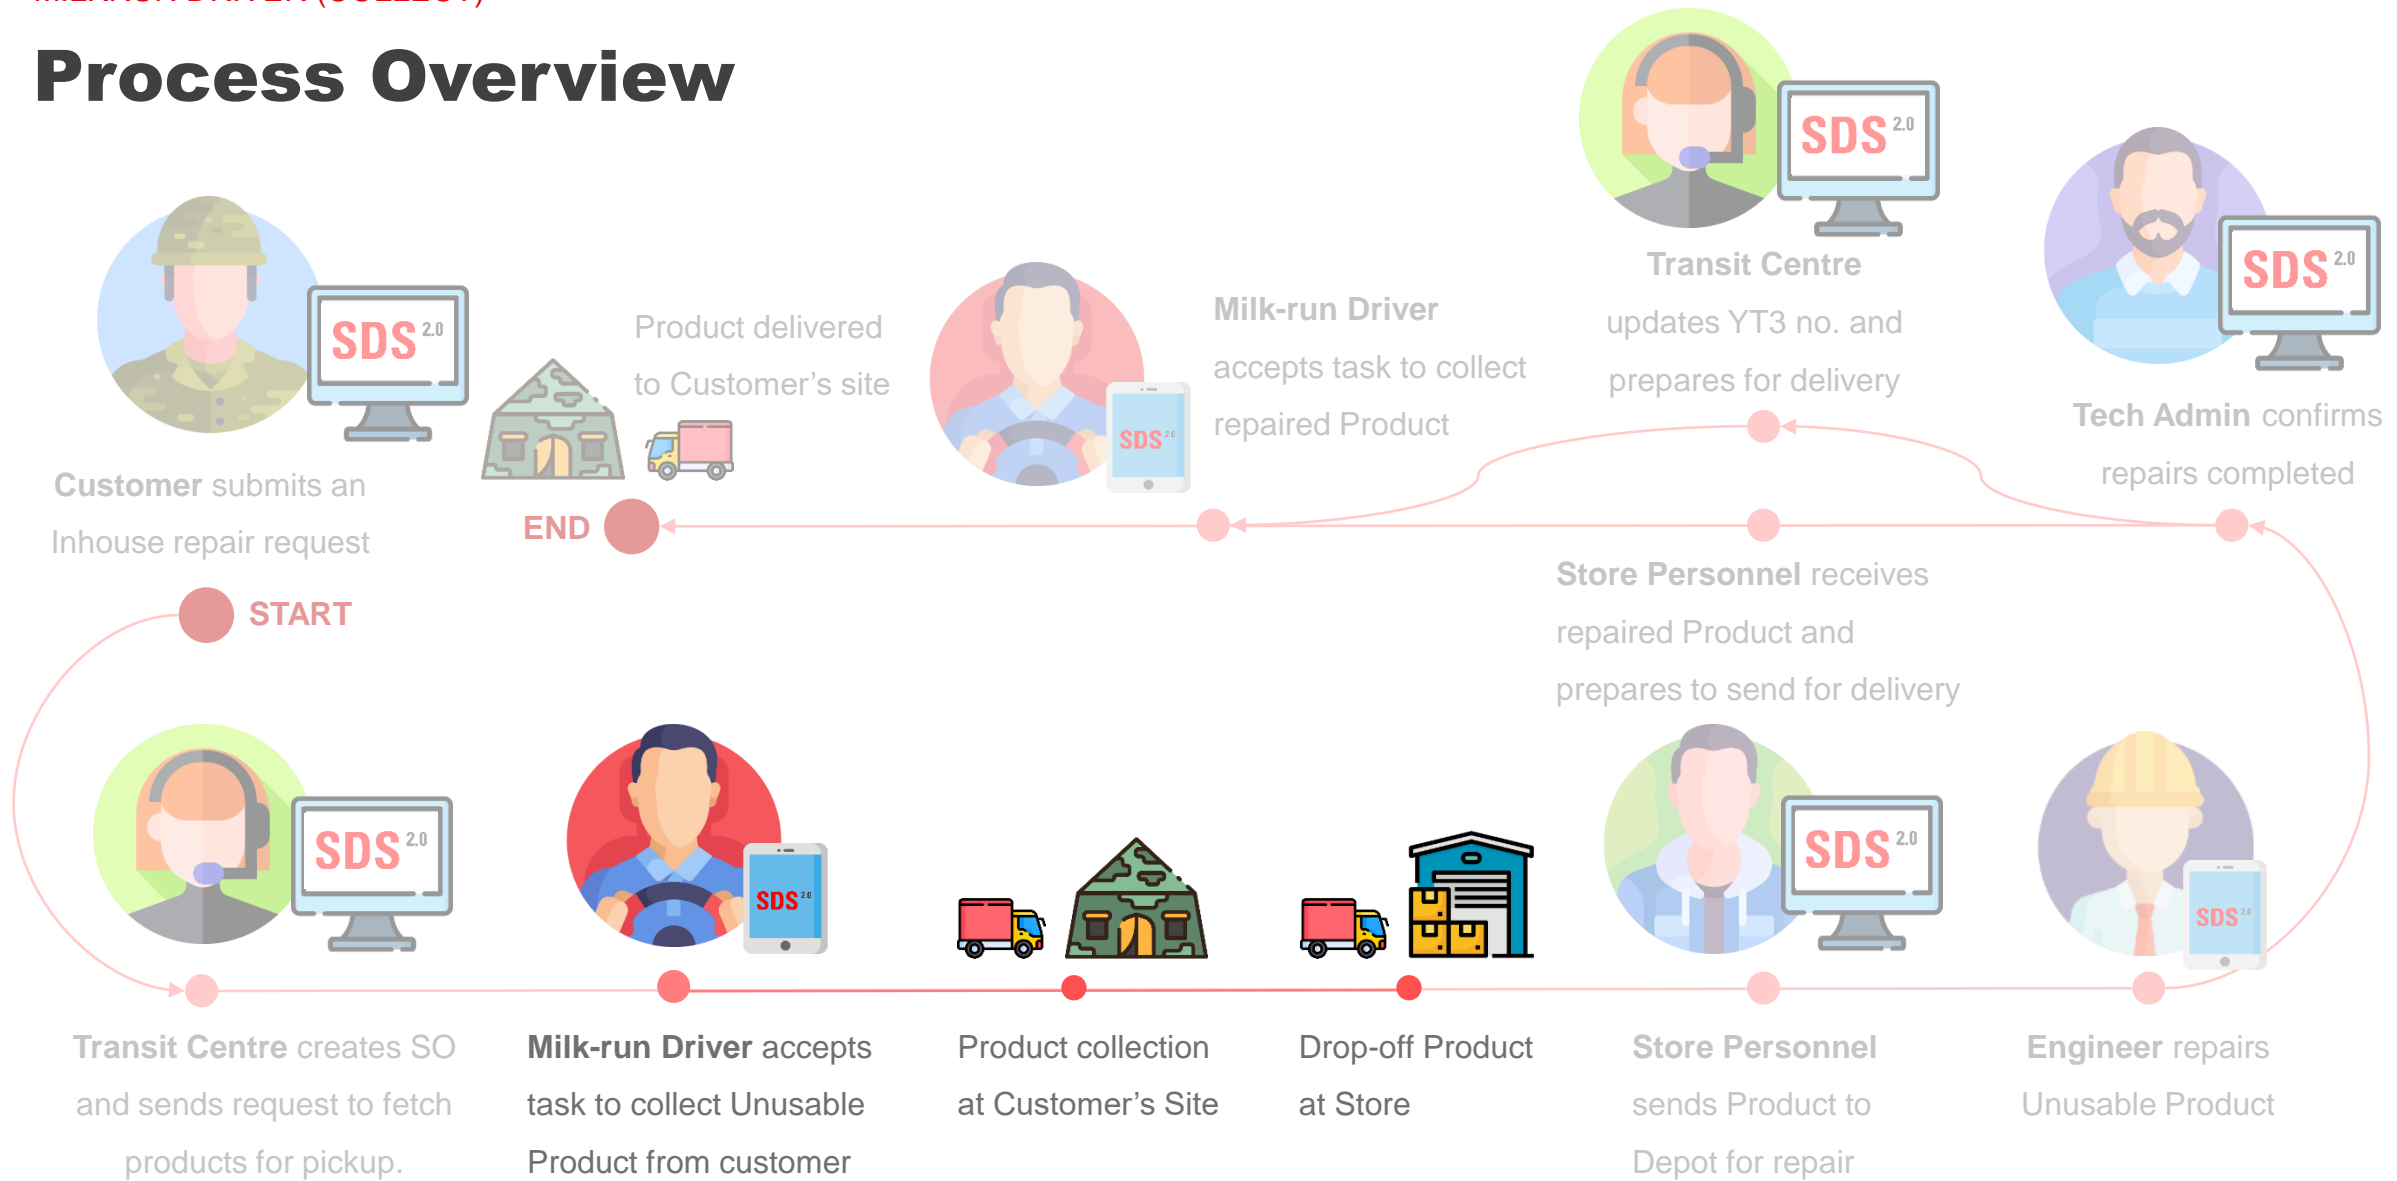 Process Overview
SDS 2.0
Transit Centre
updates YT3 no. and
prepares for delivery
SDS 2.0
Tech Admin confirms
repairs completed
SDS 2.0
Customer submits an
Inhouse repair request
START
Product delivered
to Customer’s site
END
SDS 2.0
Milk-run Driver
accepts task to collect
repaired Product
Store Personnel receives
repaired Product and
prepares to send for delivery
SDS 2.0
Transit Centre creates SO
and sends request to fetch
products for pickup.
SDS 2.0
Milk-run Driver accepts
task to collect Unusable
Product from customer
Product collection
at Customer’s Site
Drop-off Product
at Store
SDS 2.0
Store Personnel
sends Product to
Depot for repair
SDS 2.0
Engineer repairs
Unusable Product